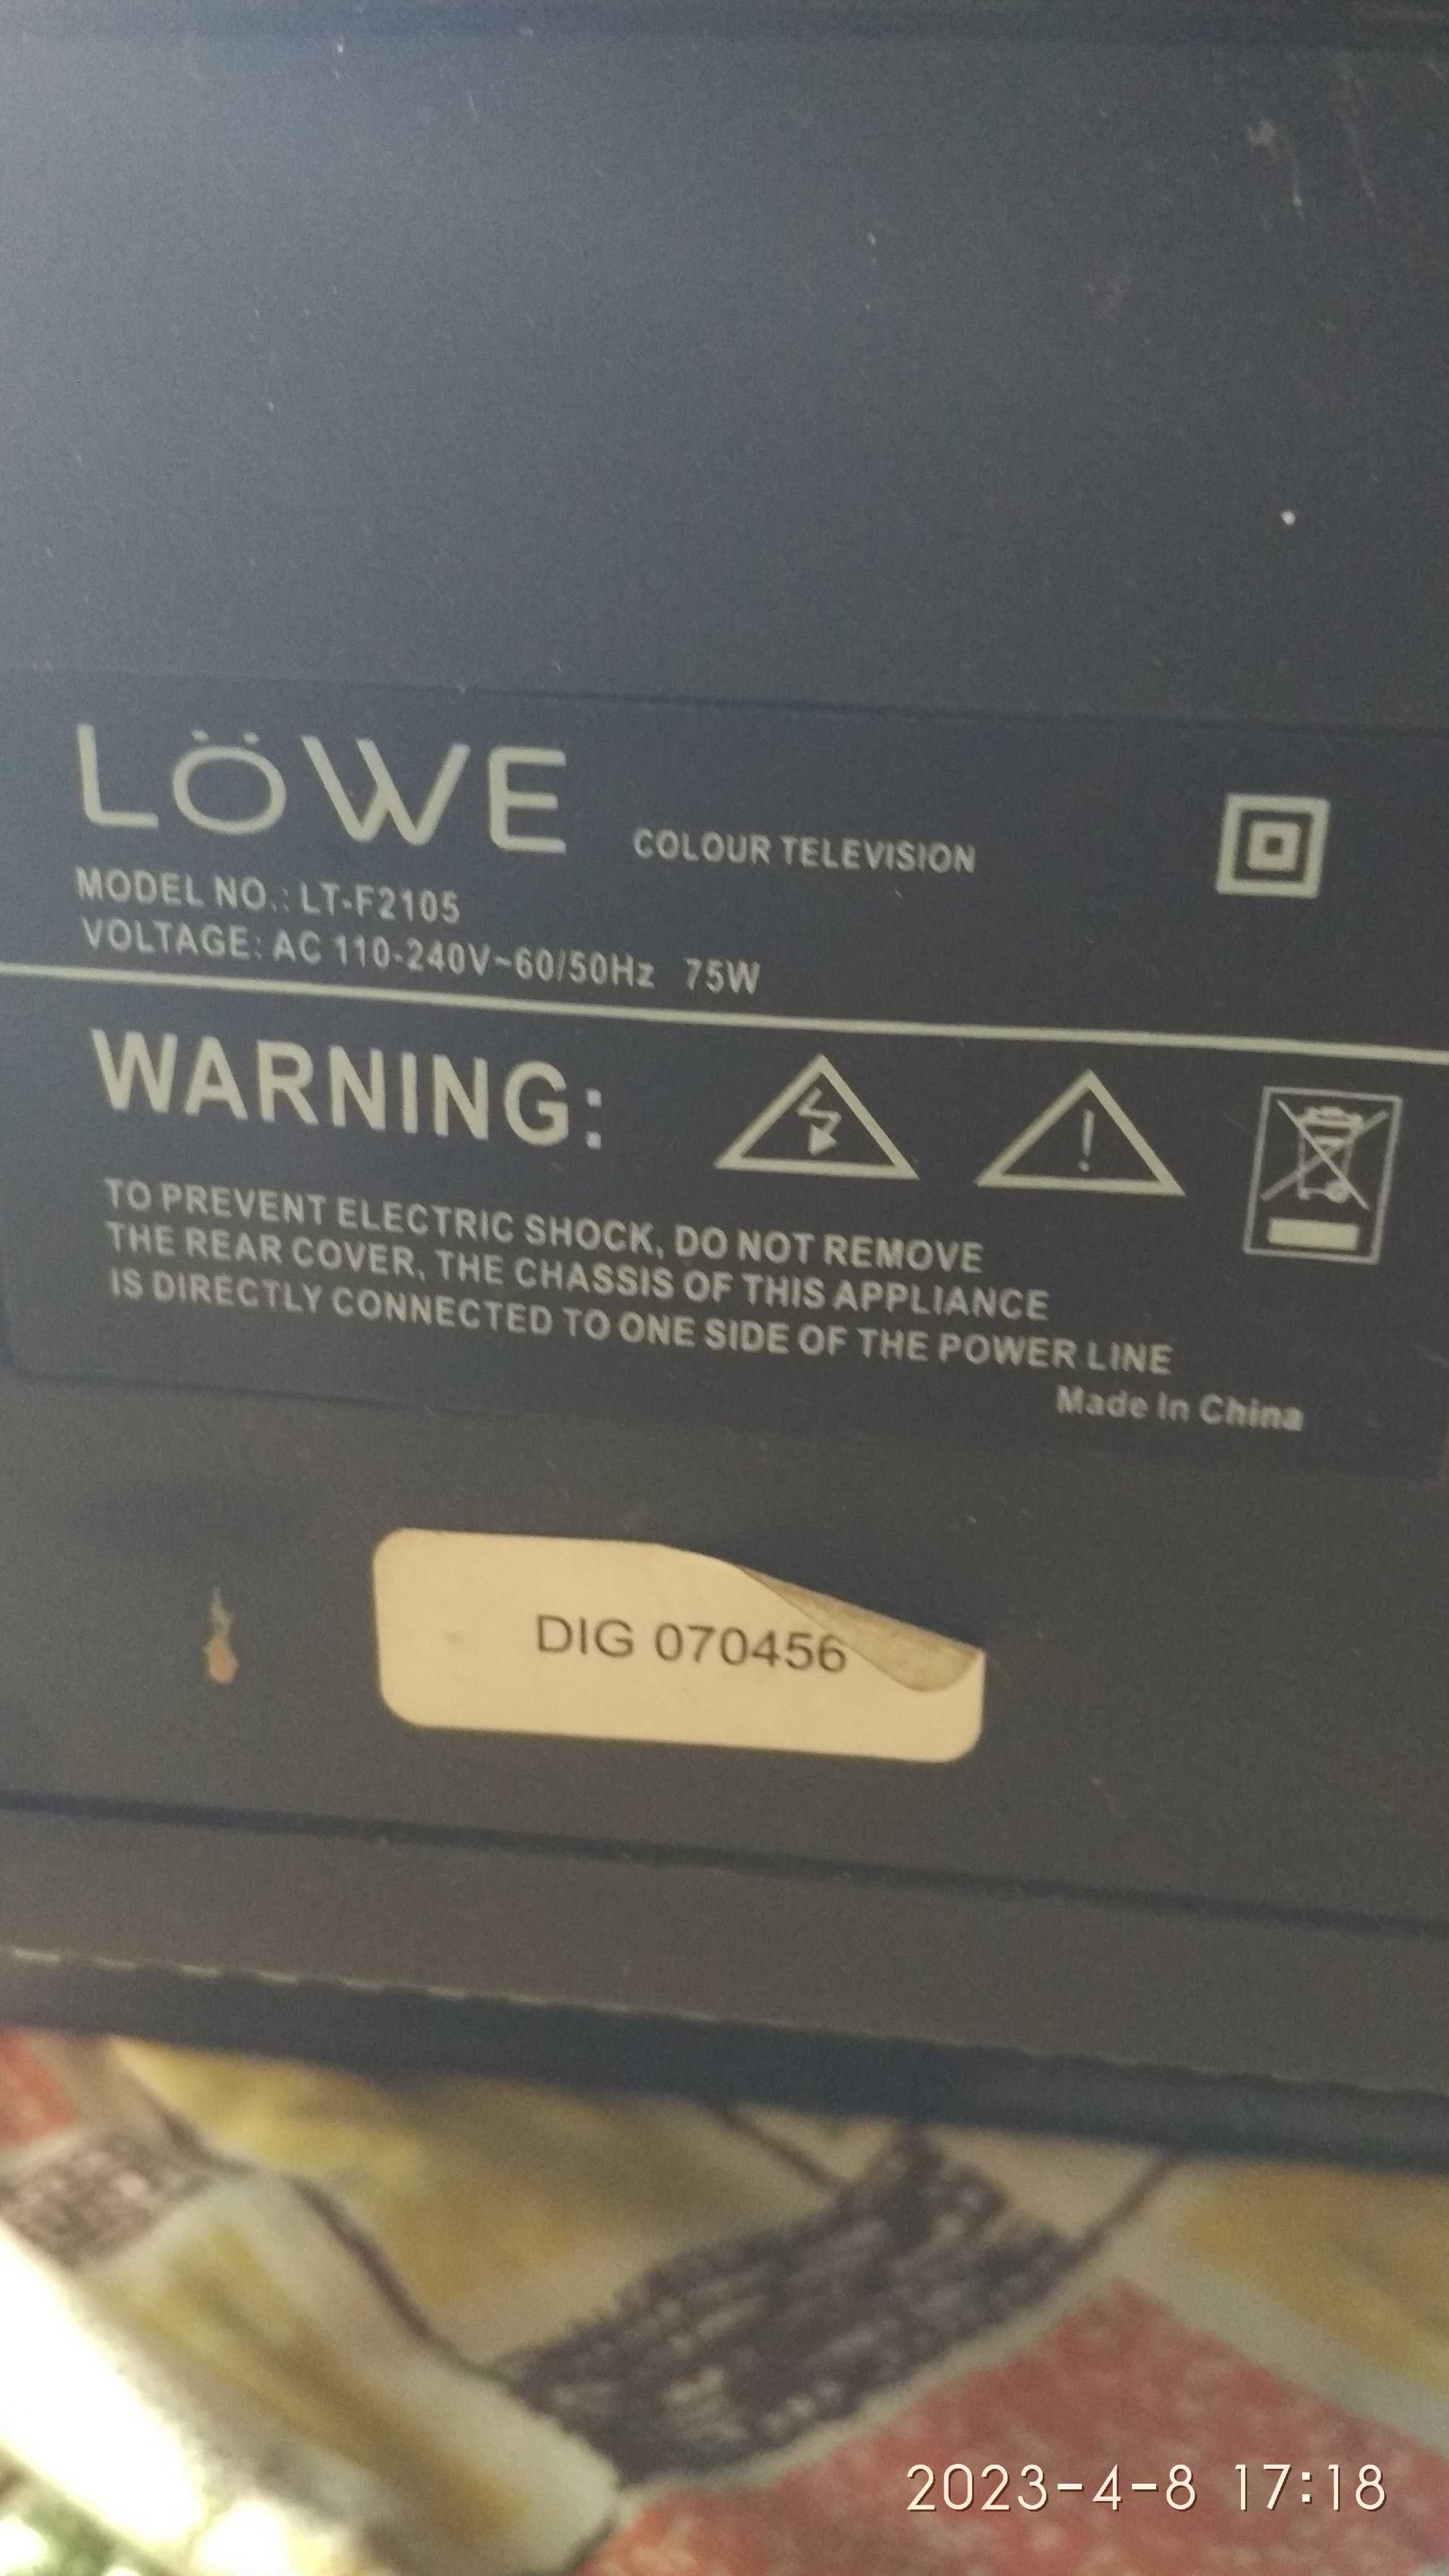 LÖWE COLOUR TELEVISION
MODEL NO.: LT-F2105
VOLTAGE: AC 110-240V~60/50Hz 75W
WARNING:
TO PREVENT ELECTRIC SHOCK, DO NOT REMOVE
THE REAR COVER, THE CHASSIS OF THIS APPLIANCE
IS DIRECTLY CONNECTED TO ONE SIDE OF THE POWER LINE
Made In China
DIG 070456
2023-4-8 17:18